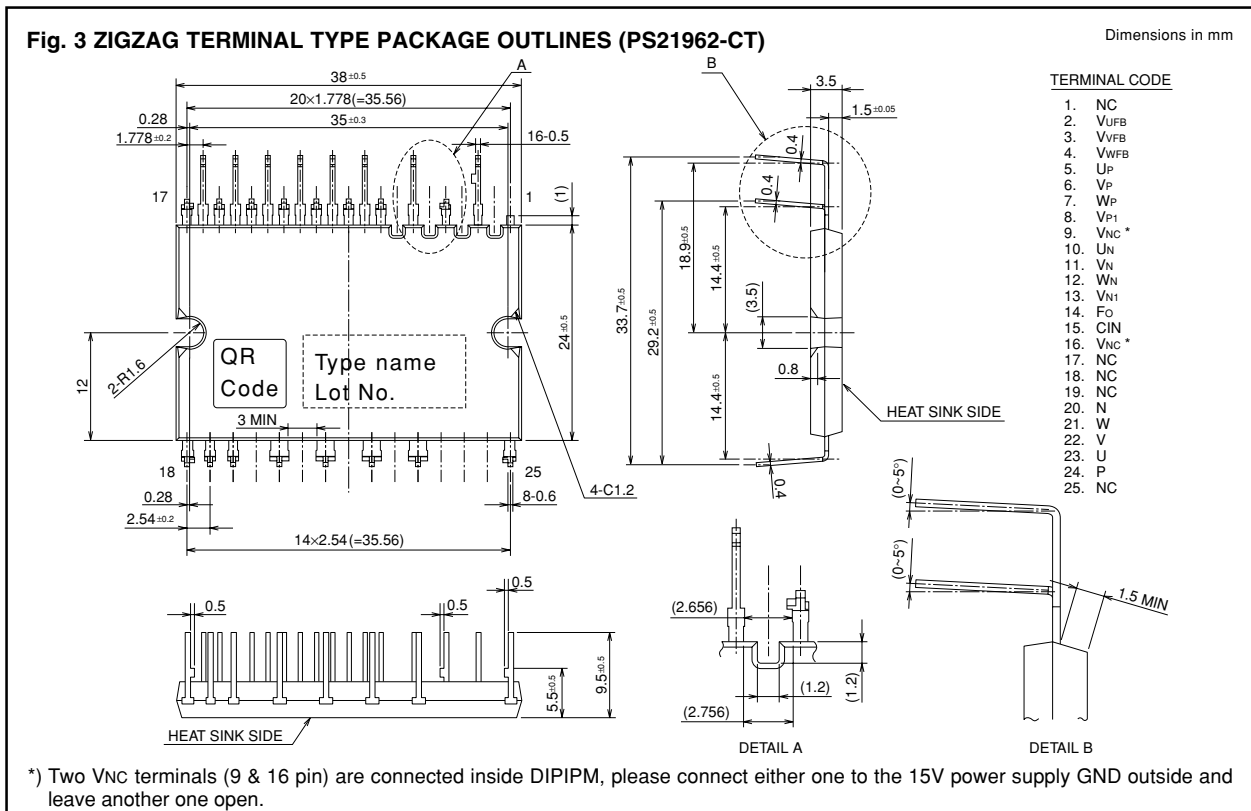 Fig. 3 ZIGZAG TERMINAL TYPE PACKAGE OUTLINES (PS21962-CT)
Dimensions in mm
A
38±0.5
20×1.778(=35.56)
0.28
35±0.3
1.778±0.2
16-0.5
17
1
(1)
2-R1.6
12
24±0.5
QR
Code
Type name
Lot No.
3 MIN
18
25
0.28
2.54±0.2
8-0.6
4-C1.2
14×2.54(=35.56)
B
3.5
1.5±0.05
0.4
0.4
33.7±0.5
29.2±0.5
18.9±0.5
14.4±0.5
(3.5)
0.8
14.4±0.5
HEAT SINK SIDE
0.4
TERMINAL CODE
1. NC
2. VUFB
3. VVFB
4. VWFB
5. UP
6. VP
7. WP
8. VP1
9. VNC *
10. UN
11. VN
12. WN
13. VN1
14. FO
15. CIN
16. VNC *
17. NC
18. NC
19. NC
20. N
21. W
22. V
23. U
24. P
25. NC
0.5
0.5
0.5
5.5±0.5
9.5±0.5
HEAT SINK SIDE
(2.656)
(1.2)
(1.2)
(2.756)
DETAIL A
(0~5°)
(0~5°)
1.5 MIN
DETAIL B
*) Two VNC terminals (9 & 16 pin) are connected inside DIPIPM, please connect either one to the 15V power supply GND outside and
leave another one open.